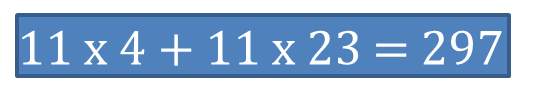 11 x 4 + 11 x 23 = 297